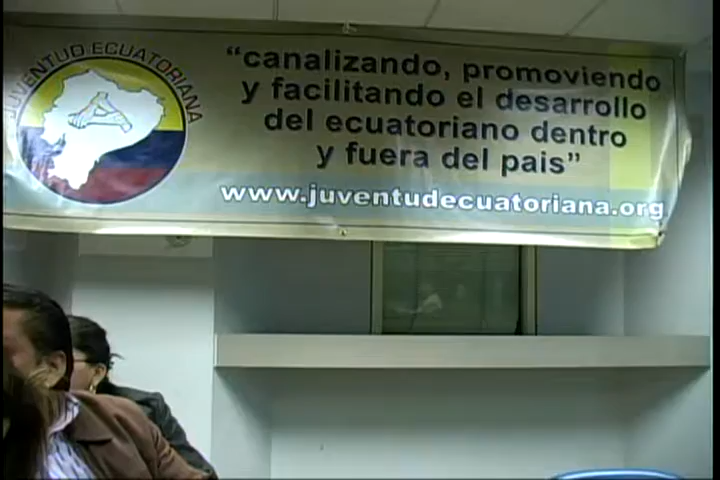 JUVENTUD ECUATORIANA
“canalizando, promoviendo
y facilitando el desarrollo
del ecuatoriano dentro
y fuera del pais”
www.juventudecuatoriana.org